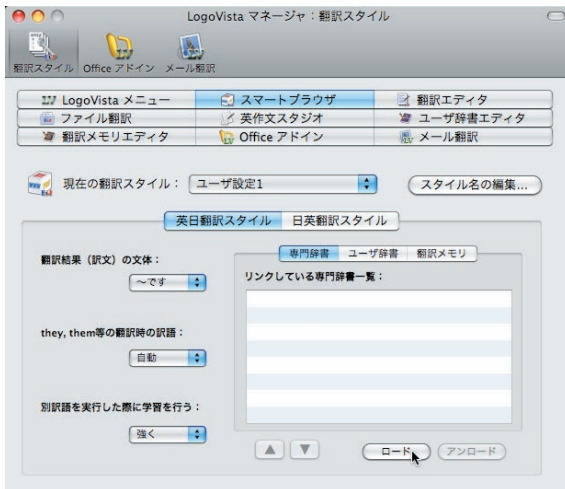 LogoVista マネージャ：翻訳スタイル
翻訳スタイル Office アドイン メール翻訳
LogoVista メニュー スマートブラウザ 翻訳エディタ
ファイル翻訳 英作文スタジオ ユーザ辞書エディタ
翻訳メモリエディタ Office アドイン メール翻訳
現在の翻訳スタイル： ユーザ設定1 スタイル名の編集...
英日翻訳スタイル 日英翻訳スタイル
翻訳結果（訳文）の文体：
〜です
they, them等の翻訳時の訳語：
自動
別訳語を実行した際に学習を行う：
強く
専門辞書 ユーザ辞書 翻訳メモリ
リンクしている専門辞書一覧：
ロード アンロード